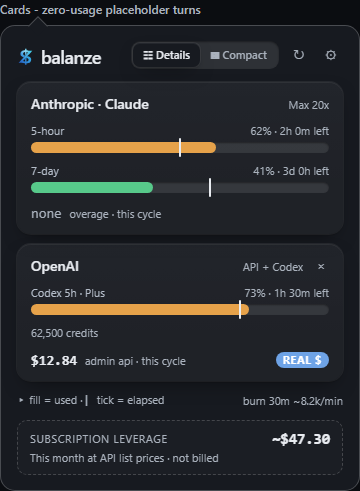 Cards - zero-usage placeholder turns
balanze
Details
Compact
Anthropic · Claude
Max 20x
5-hour
62% · 2h 0m left
7-day
41% · 3d 0h left
none overage · this cycle
OpenAI
API + Codex ×
Codex 5h · Plus
73% · 1h 30m left
62,500 credits
$12.84 admin api · this cycle
REAL $
▸ fill = used · | tick = elapsed
burn 30m ~8.2k/min
SUBSCRIPTION LEVERAGE
~$47.30
This month at API list prices · not billed